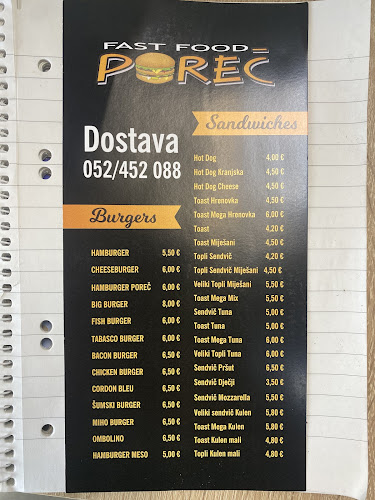 FAST FOOD
POREČ
Dostava
052/452 088
Burgers
HAMBURGER 5,50 €
CHEESEBURGER 6,00 €
HAMBURGER POREČ 6,00 €
BIG BURGER 8,00 €
FISH BURGER 6,00 €
TABASCO BURGER 6,00 €
BACON BURGER 6,50 €
CHICKEN BURGER 6,50 €
CORDON BLEU 6,50 €
ŠUMSKI BURGER 6,50 €
MIHO BURGER 6,50 €
OMBOLINO 6,50 €
HAMBURGER MESO 5,00 €
Sandwiches
Hot Dog 4,00 €
Hot Dog Kranjska 4,50 €
Hot Dog Cheese 4,50 €
Toast Hrenovka 4,50 €
Toast Mega Hrenovka 6,00 €
Toast 4,20 €
Toast Miješani 4,50 €
Topli Sendvič 4,20 €
Topli Sendvič Miješani 4,50 €
Veliki Topli Miješani 5,50 €
Toast Mega Mix 5,50 €
Sendvič Tuna 5,00 €
Toast Tuna 5,00 €
Toast Mega Tuna 6,00 €
Veliki Topli Tuna 6,00 €
Sendvič Pršut 6,50 €
Sendvič Dječji 3,50 €
Sendvič Mozzarella 5,50 €
Veliki sendvič Kulen 5,80 €
Toast Mega Kulen 5,80 €
Toast Kulen mali 4,80 €
Topli Kulen mali 4,80 €